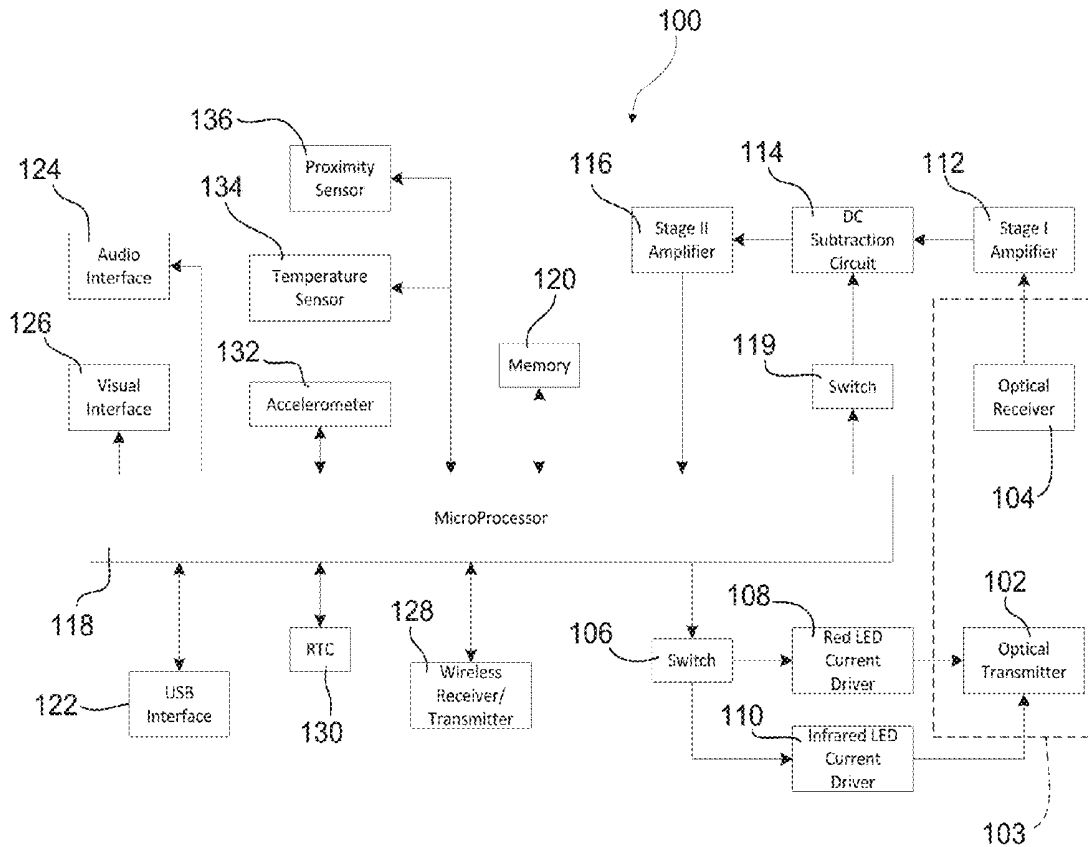 100
136
Proximity
Sensor
124
Audio
Interface
134
Temperature
Sensor
116
Stage II
Amplifier
114
DC
Subtraction
Circuit
112
Stage I
Amplifier
126
Visual
Interface
132
Accelerometer
120
Memory
119
Switch
Optical
Receiver
104
MicroProcessor
118
122
USB
Interface
RTC
130
128
Wireless
Receiver/
Transmitter
106
Switch
108
Red LED
Current
Driver
102
Optical
Transmitter
110
Infrared LED
Current
Driver
103